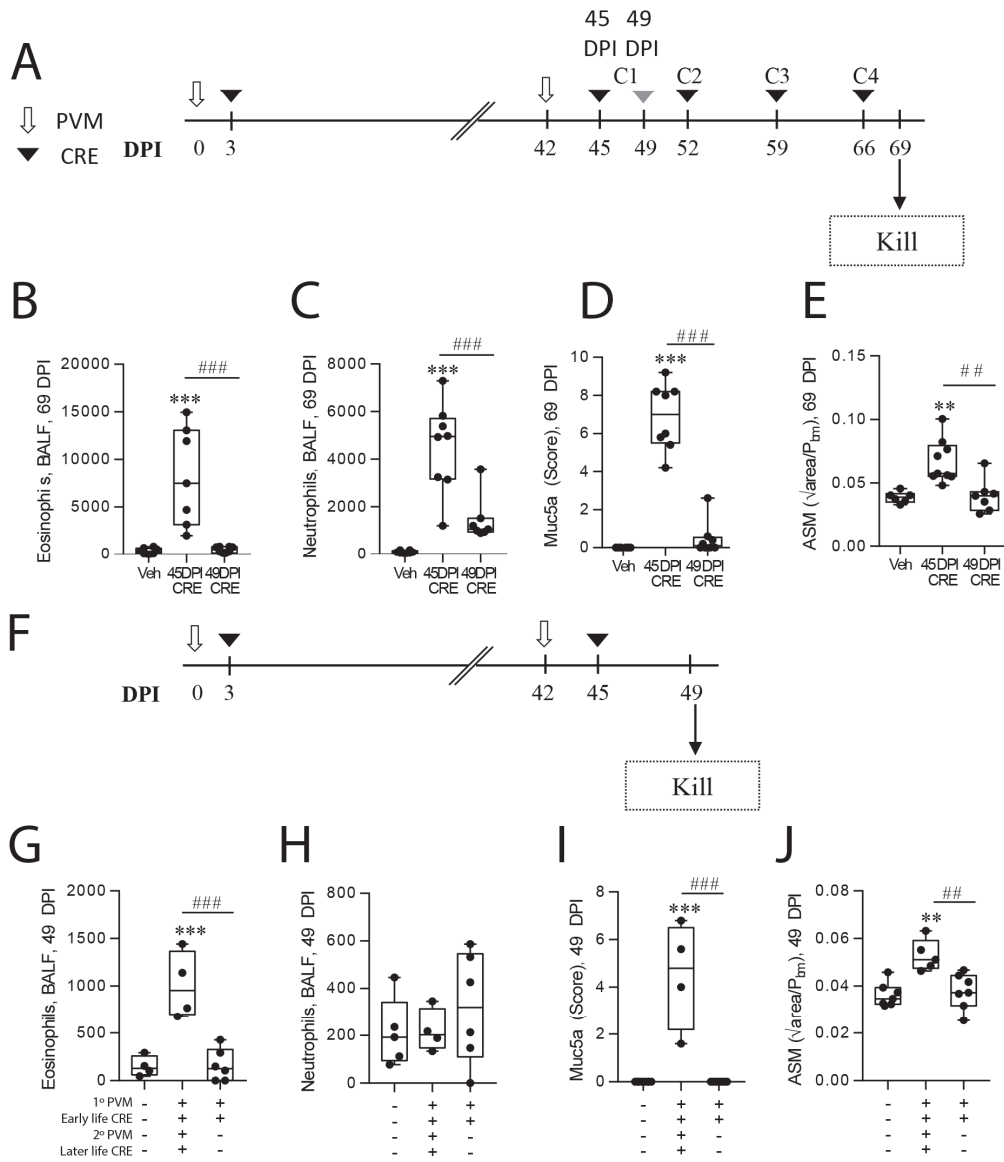 A
45 DPI
49 DPI
C1 C2 C3 C4
PVM
CRE
DPI 0 3 42 45 49 52 59 66 69
Kill
B
Eosinophi s, BALF, 69 DPI
20000
15000
10000
5000
0
***
###
Veh 45DPI CRE 49DPI CRE
C
Neutrophils, BALF, 69 DPI
8000
6000
4000
2000
0
***
###
Veh 45DPI CRE 49DPI CRE
D
Muc5a (Score), 69 DPI
10
8
6
4
2
0
***
###
Veh 45DPI CRE 49DPI CRE
E
ASM (√area/Pbm), 69 DPI
0.15
0.10
0.05
0.00
**
##
Veh 45DPI CRE 49DPI CRE
F
DPI 0 3 42 45 49
Kill
G
Eosinophils, BALF, 49 DPI
2000
1500
1000
500
0
***
###
H
Neutrophils, BALF, 49 DPI
800
600
400
200
0
I
Muc5a (Score), 49 DPI
8
6
4
2
0
***
###
J
ASM (√area/Pbm), 49 DPI
0.08
0.06
0.04
0.02
0.00
**
##
1º PVM - + + - + + - + + - + +
Early life CRE - + + - + + - + + - + +
2º PVM - + - - + - - + - - + -
Later life CRE - + - - + - - + - - + -